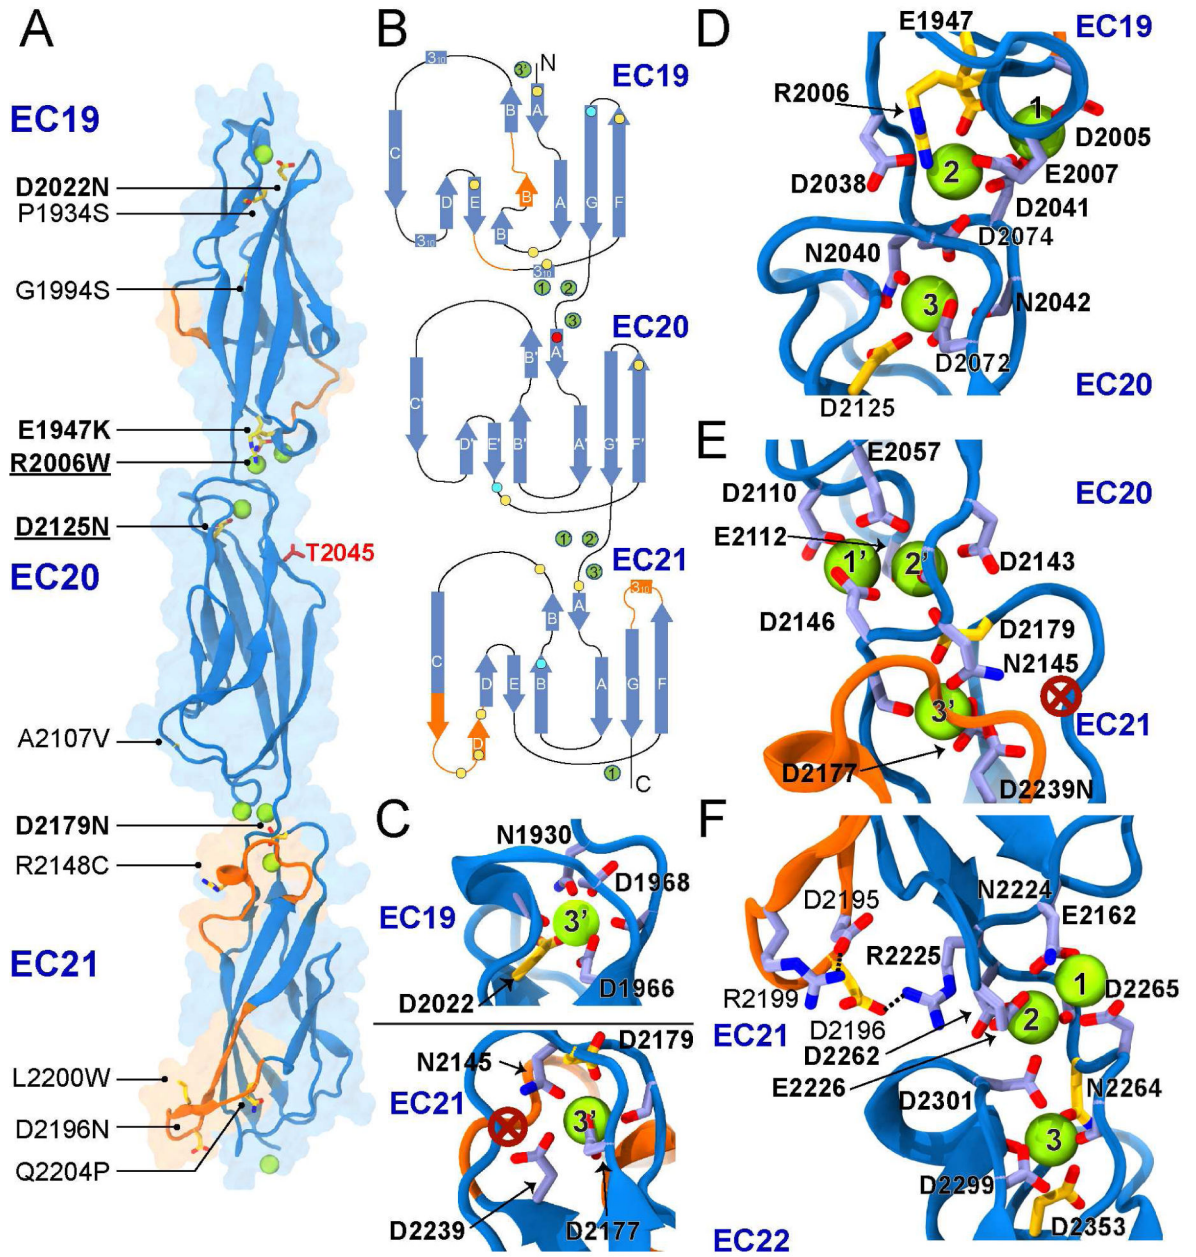 A
EC19
D2022N
P1934S
G1994S
E1947K
R2006W
D2125N
T2045
EC20
A2107V
D2179N
R2148C
EC21
L2200W
D2196N
Q2204P
B
3₁₀
3'
N
EC19
B
A
C
D
E
B
B
A
G
F
3₁₀
3₁₀
1
2
EC20
3
B'
A'
C'
D'
E'
B'
A'
G'
F'
1'
2'
EC21
3'
3₁₀
B
A
C
D
E
B
A
G
F
D
1
C
C
N1930
D1968
EC19
3'
D2022
D1966
N2145
D2179
EC21
3'
D2239
D2177
D
E1947
EC19
R2006
1
D2005
2
E2007
D2038
D2041
D2074
N2040
3
N2042
D2072
D2125
EC20
E
E2057
D2110
EC20
E2112
1'
2'
D2143
D2146
D2179
N2145
3'
EC21
D2177
D2239N
F
D2195
N2224
E2162
R2225
1
R2199
D2265
D2196
2
EC21
D2262
E2226
N2264
D2301
3
D2299
D2353
EC22